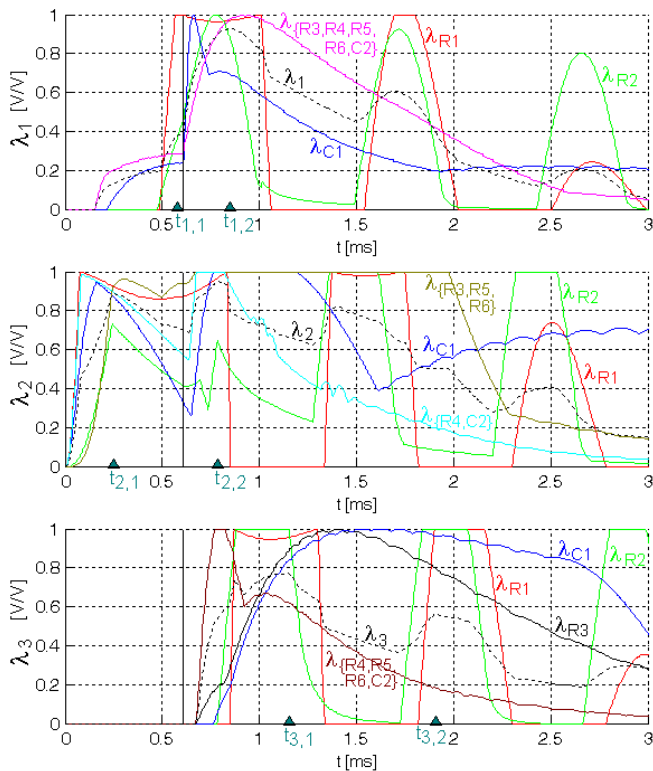 λ1 [V/V]
1
0.8
0.6
0.4
0.2
0
λ{R3,R4,R5,
R6,C2}
λR1
λ1
λR2
λC1
0 0.5 1 1.5 2 2.5 3
t1,1 t1,2
t [ms]
λ2 [V/V]
1
0.8
0.6
0.4
0.2
0
λ{R3,R5,
R6}
λR2
λ2
λC1
λR1
λ{R4,C2}
0 0.5 1 1.5 2 2.5 3
t2,1 t2,2
t [ms]
λ3 [V/V]
1
0.8
0.6
0.4
0.2
0
λC1
λR2
λR1
λR3
λ3
λ{R4,R5,
R6,C2}
0 0.5 1 1.5 2 2.5 3
t3,1 t3,2
t [ms]